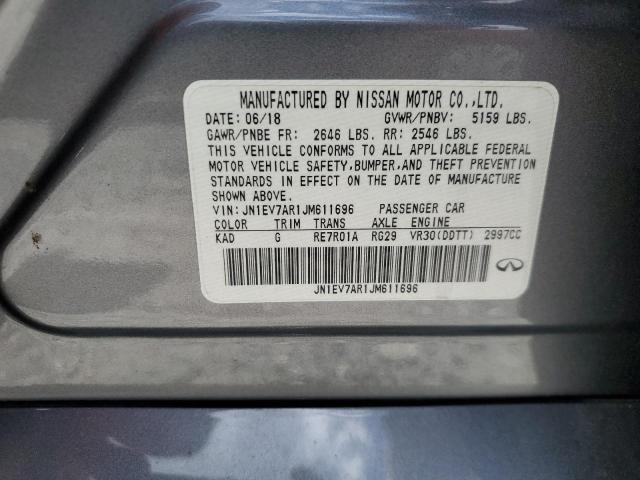 MANUFACTURED BY NISSAN MOTOR CO.,LTD.
DATE: 06/18 GVWR/PNBV: 5159 LBS.
GAWR/PNBE FR: 2646 LBS. RR: 2546 LBS.
THIS VEHICLE CONFORMS TO ALL APPLICABLE FEDERAL
MOTOR VEHICLE SAFETY,BUMPER,AND THEFT PREVENTION
STANDARDS IN EFFECT ON THE DATE OF MANUFACTURE
SHOWN ABOVE.
VIN: JN1EV7AR1JM611696 PASSENGER CAR
COLOR TRIM TRANS AXLE ENGINE
KAD G RE7R01A RG29 VR30(DDTT) 2997CC
JN1EV7AR1JM611696